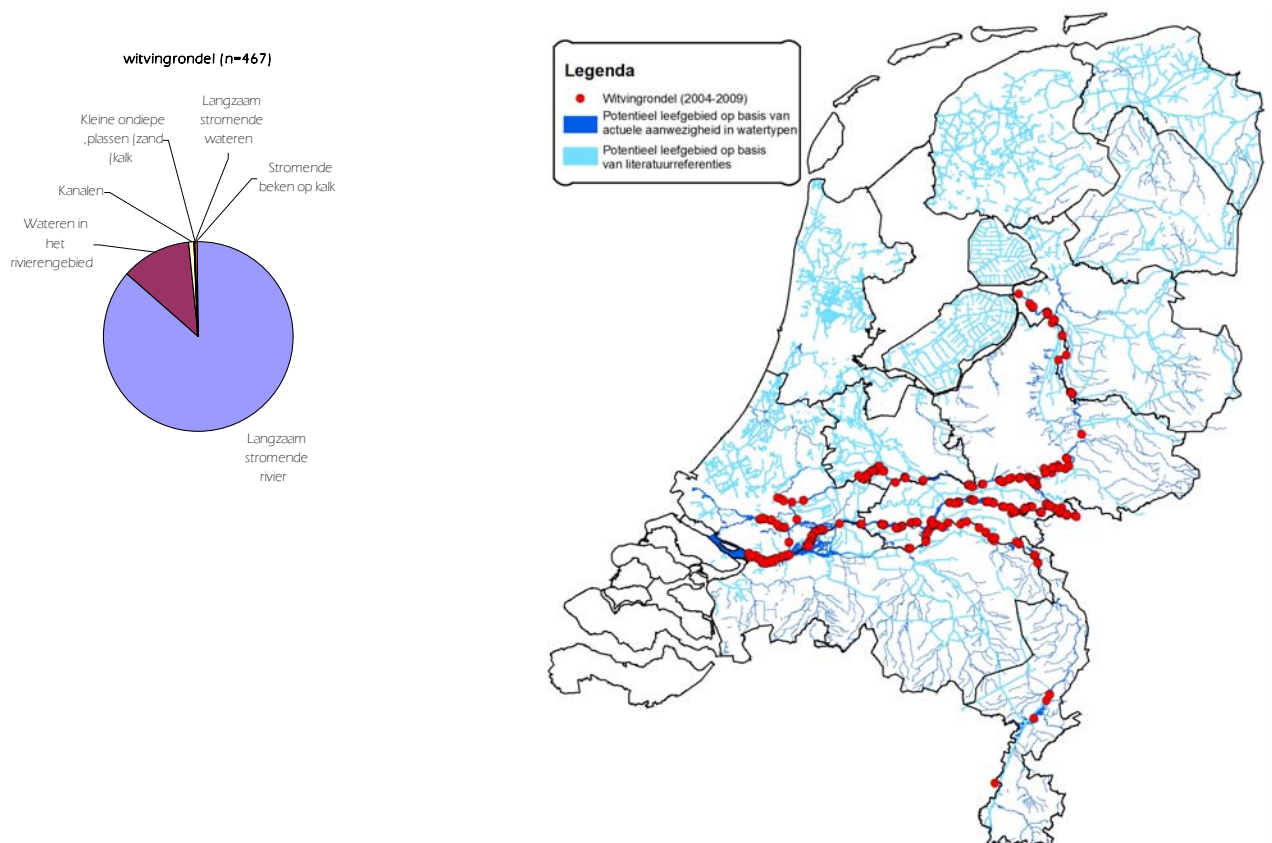 witvingrondel (n=467)
Langzaam
stromende
wateren
Kleine ondiepe
,plassen (zand
(kalk
Stromende
beken op kalk
Kanalen
Wateren in
het
rivierengebied
Langzaam
stromende
rivier
Legenda
Witvingrondel (2004-2009)
Potentieel leefgebied op basis van
actuele aanwezigheid in watertypen
Potentieel leefgebied op basis
van literatuurreferenties